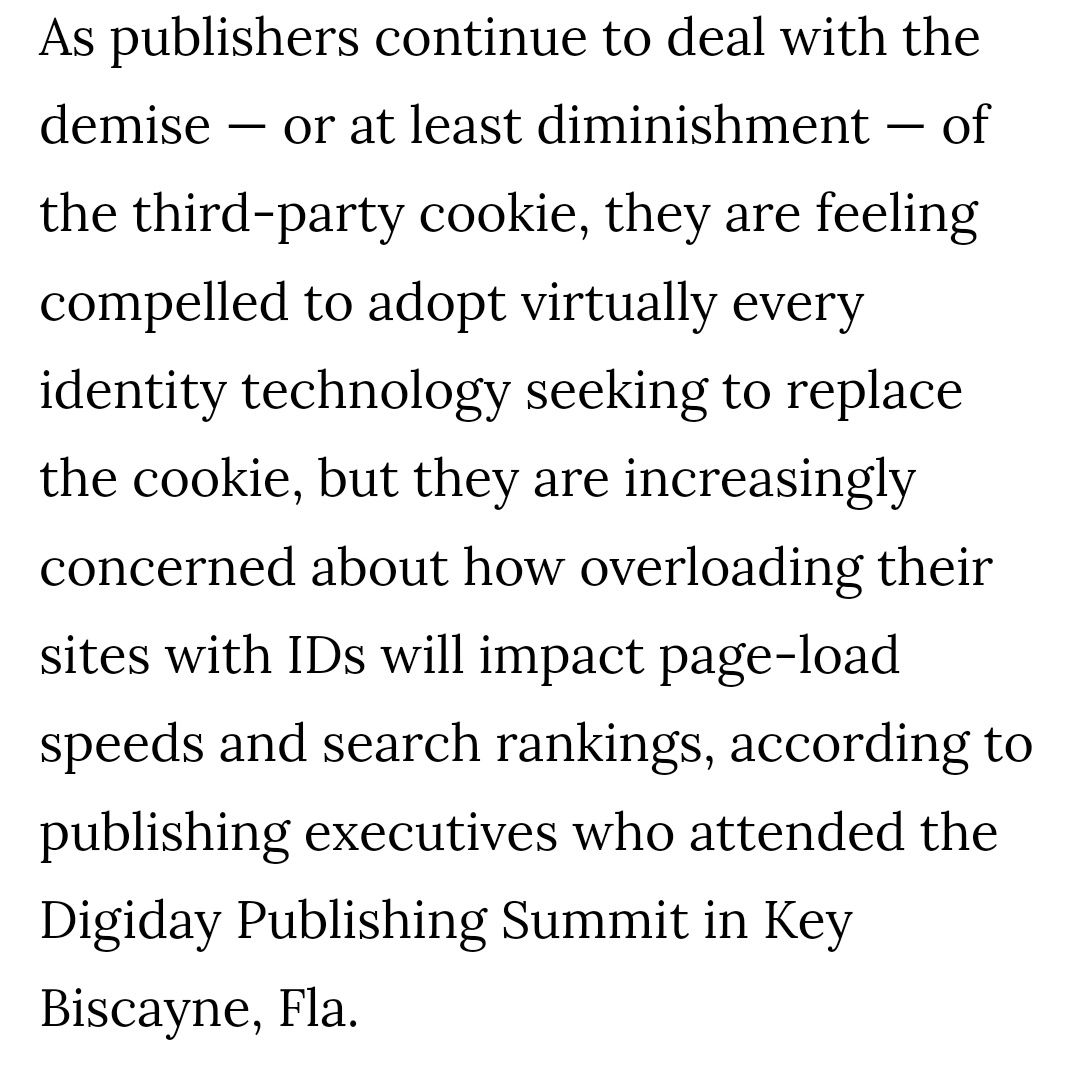 As publishers continue to deal with the
demise — or at least diminishment — of
the third-party cookie, they are feeling
compelled to adopt virtually every
identity technology seeking to replace
the cookie, but they are increasingly
concerned about how overloading their
sites with IDs will impact page-load
speeds and search rankings, according to
publishing executives who attended the
Digiday Publishing Summit in Key
Biscayne, Fla.